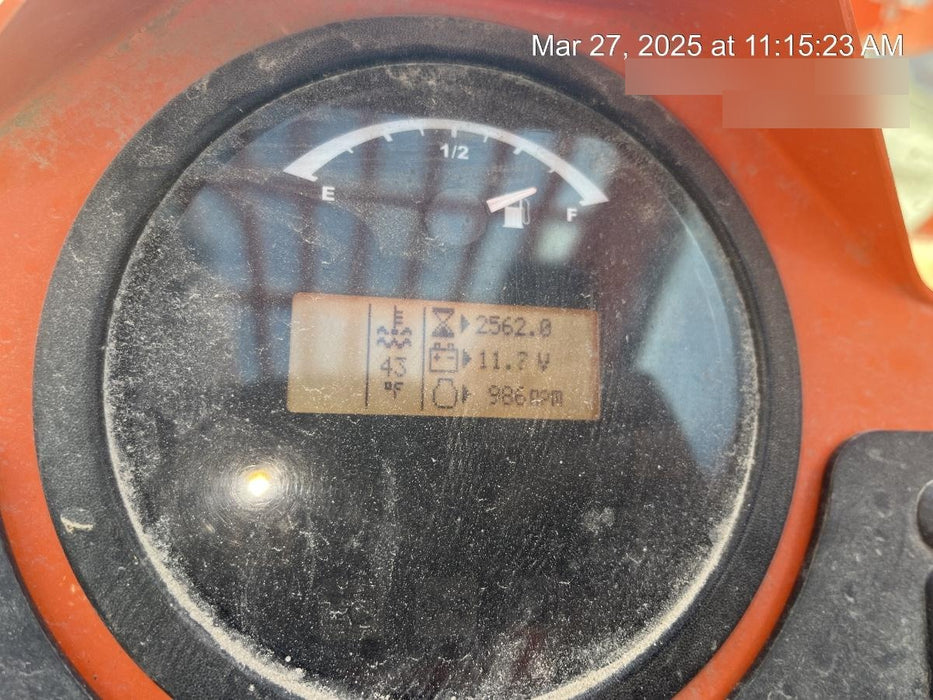 Mar 27, 2025 at 11:15:23 AM
1/2
E
F
2562.0
43 °F
11.7 V
986rpm